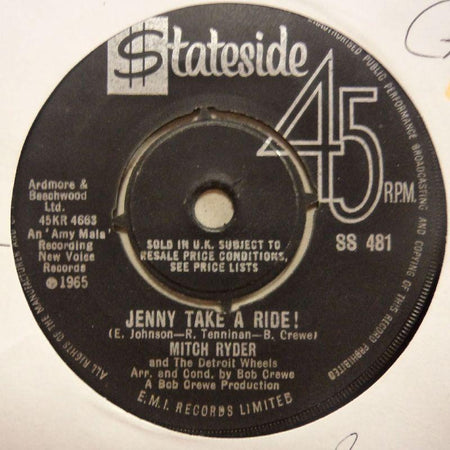 $tateside
45
R.P.M.
Ardmore &
Beechwood
Ltd.
45KR 4663
An 'Amy Mala'
Recording
New Voice
Records
℗1965
SS 481
SOLD IN U.K. SUBJECT TO
RESALE PRICE CONDITIONS,
SEE PRICE LISTS
JENNY TAKE A RIDE!
(E. Johnson—R. Tenninan—B. Crewe)
MITCH RYDER
and The Detroit Wheels
Arr. and Cond. by Bob Crewe
A Bob Crewe Production
E.M.I. RECORDS LIMITED
ALL RIGHTS OF THE MANUFACTURER
UNAUTHORISED PUBLIC PERFORMANCE BROADCASTING AND COPYING OF THIS RECORD PROHIBITED